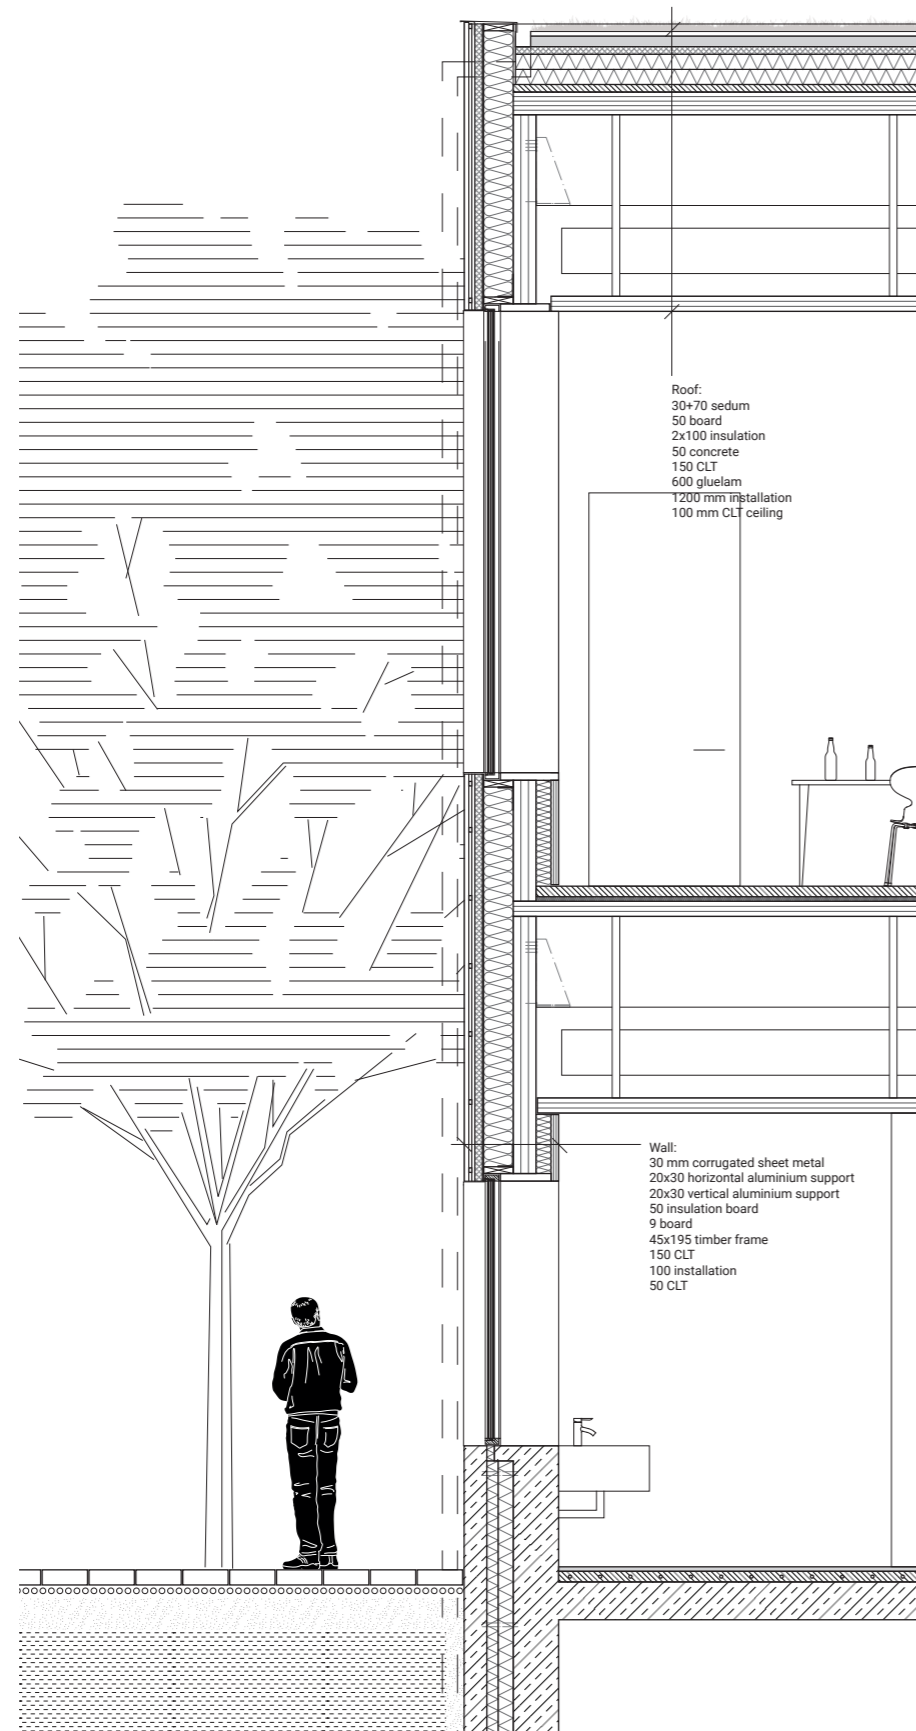 Roof:
30+70 sedum
50 board
2x100 insulation
50 concrete
150 CLT
600 gluelam
1200 mm installation
100 mm CLT ceiling
Wall:
30 mm corrugated sheet metal
20x30 horizontal aluminium support
20x30 vertical aluminium support
50 insulation board
9 board
45x195 timber frame
150 CLT
100 installation
50 CLT